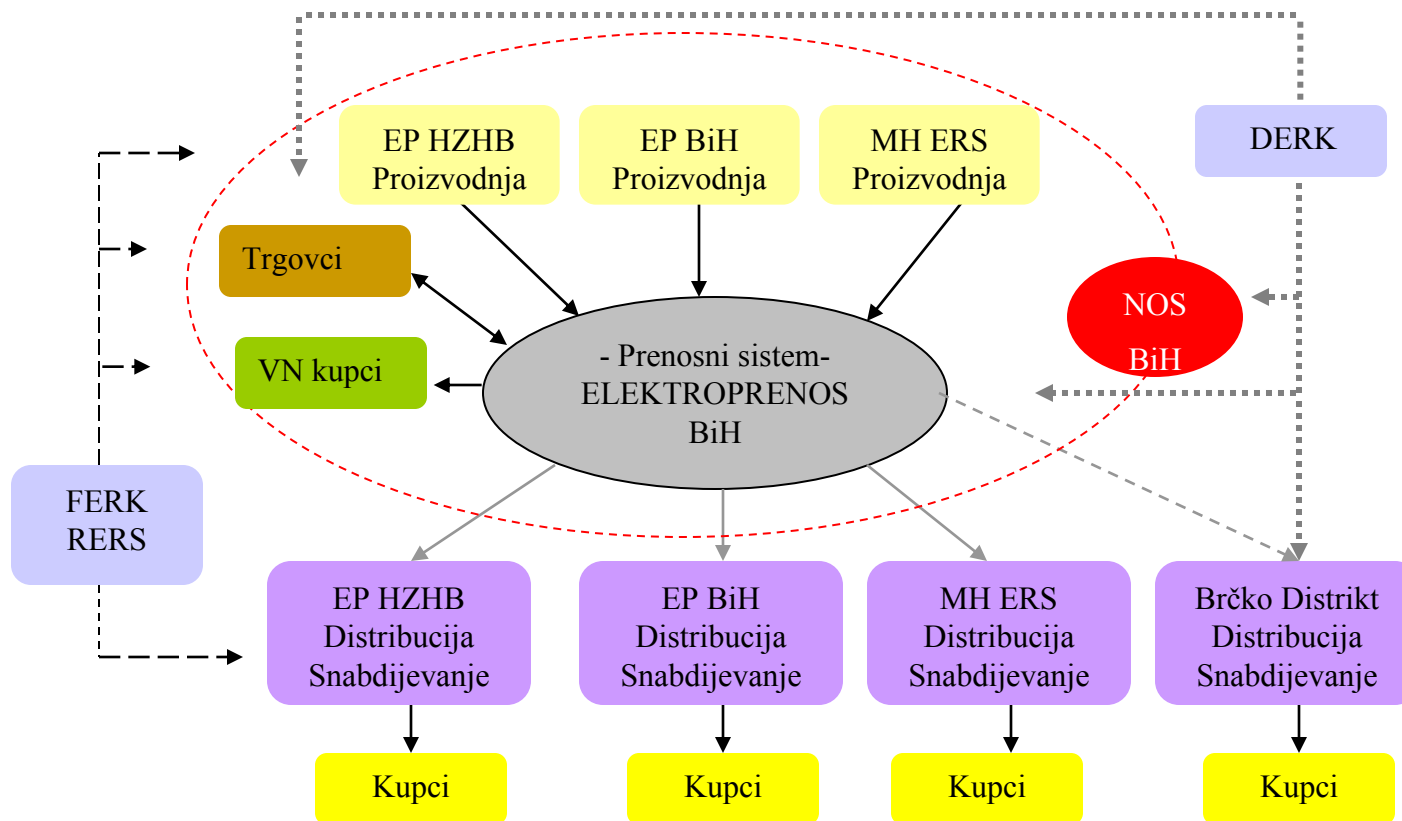 EP HZHB
Proizvodnja
EP BiH
Proizvodnja
MH ERS
Proizvodnja
DERK
Trgovci
VN kupci
- Prenosni sistem-
ELEKTROPRENOS
BiH
NOS
BiH
FERK
RERS
EP HZHB
Distribucija
Snabdijevanje
EP BiH
Distribucija
Snabdijevanje
MH ERS
Distribucija
Snabdijevanje
Brčko Distrikt
Distribucija
Snabdijevanje
Kupci
Kupci
Kupci
Kupci